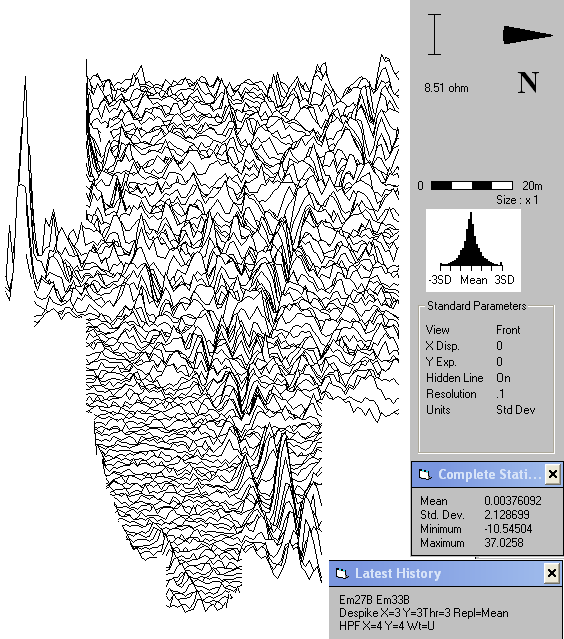 8.51 ohm
N
0 20m
Size : x 1
-3SD Mean 3SD
Standard Parameters
View Front
X Disp. 0
Y Exp. 0
Hidden Line On
Resolution .1
Units Std Dev
Complete Stati...
Mean 0.00376092
Std. Dev. 2.128699
Minimum -10.54504
Maximum 37.0258
Latest History
Em27B Em33B
Despike X=3 Y=3Thr=3 Repl=Mean
HPF X=4 Y=4 Wt=U